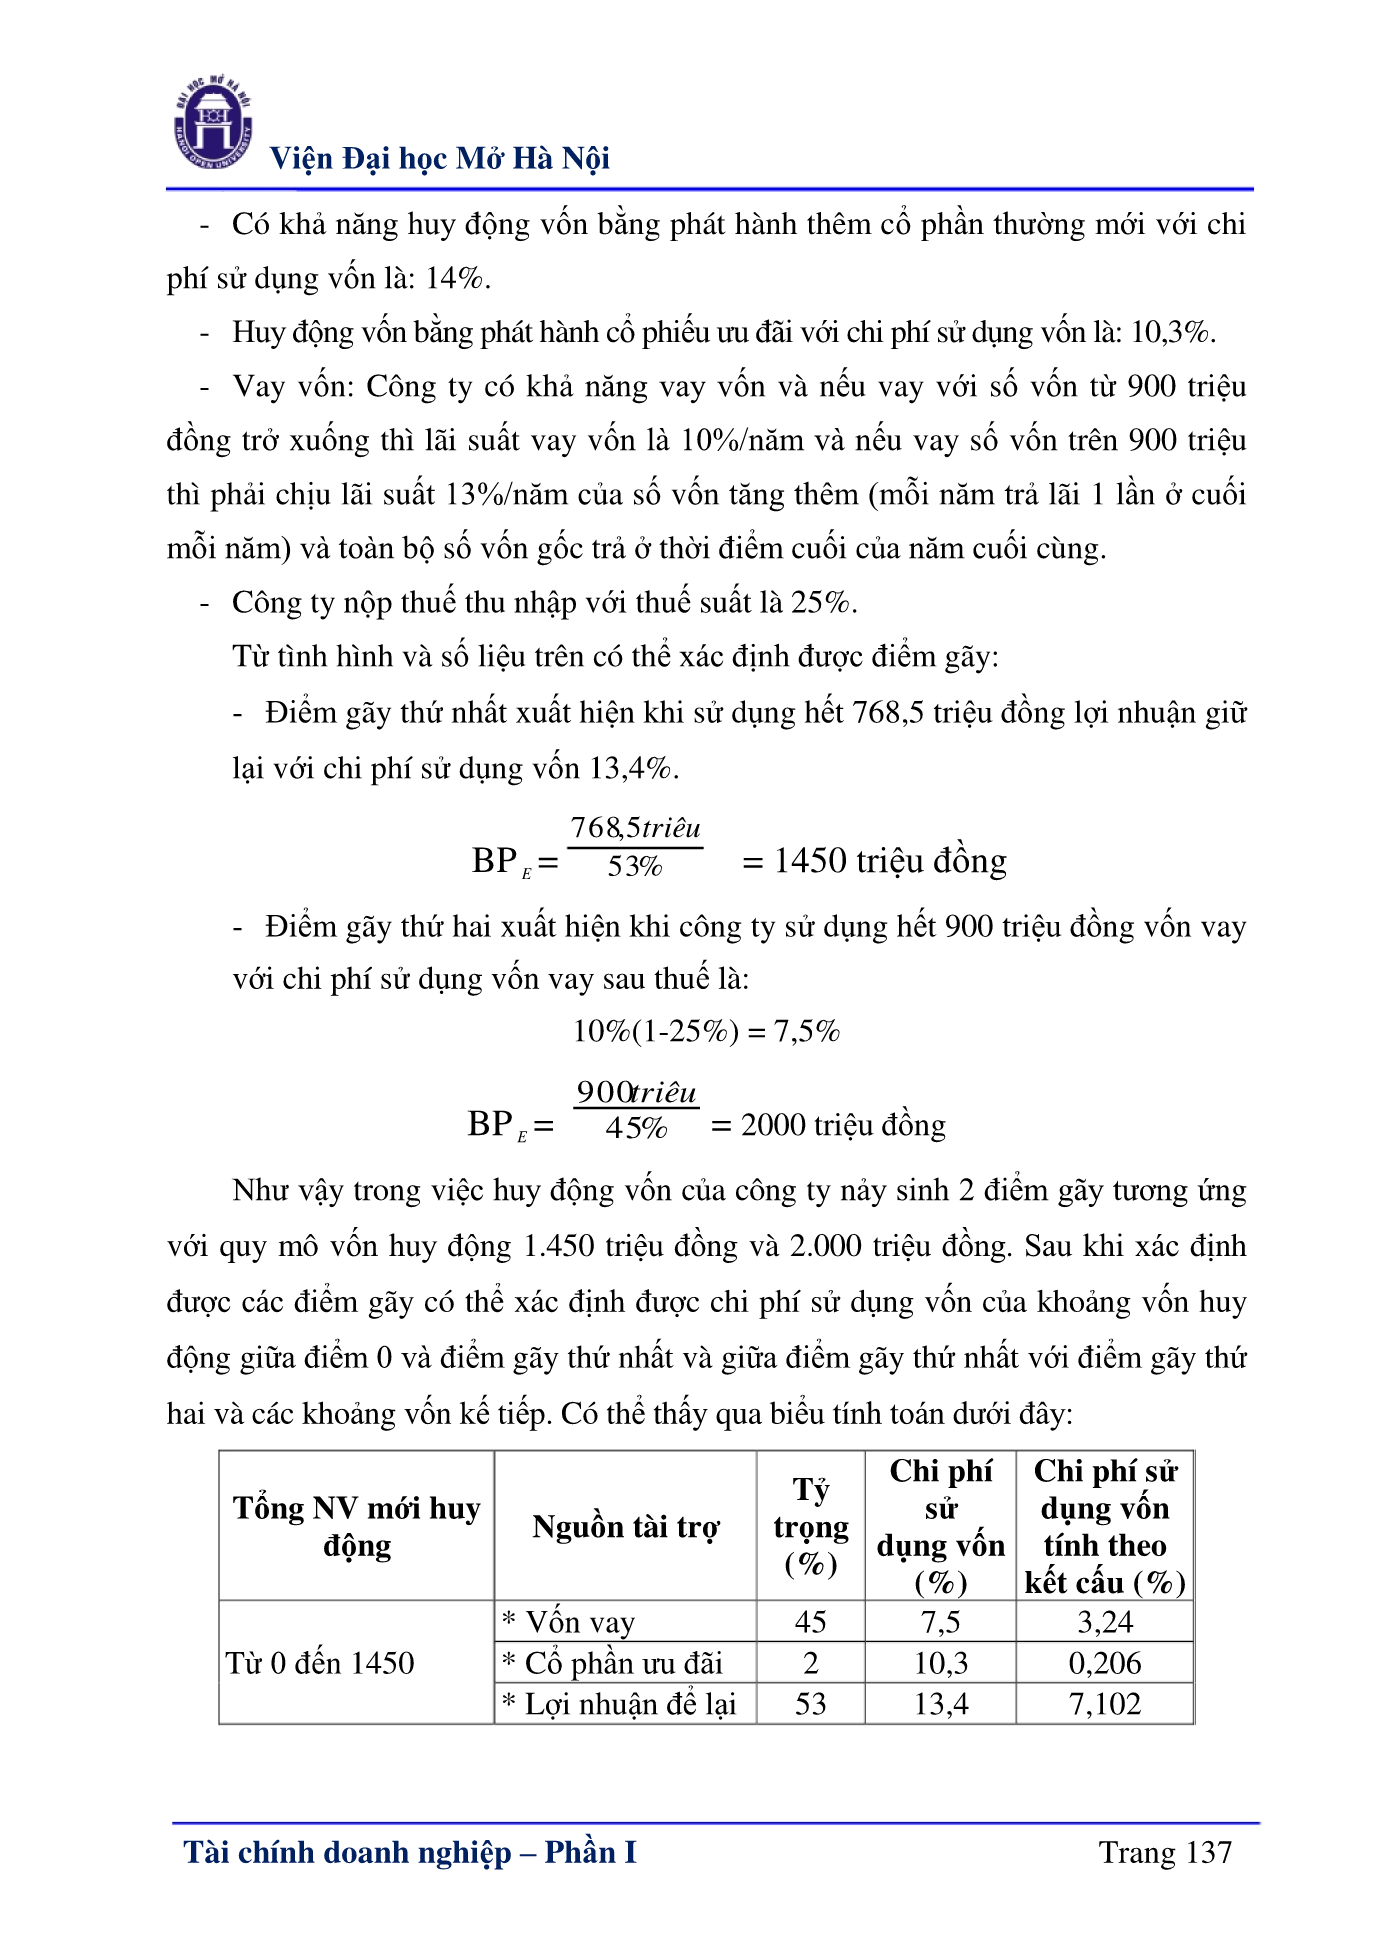 ĐẠI HỌC MỞ HÀ NỘI
HANOI OPEN UNIVERSITY
Viện Đại học Mở Hà Nội
- Có khả năng huy động vốn bằng phát hành thêm cổ phần thường mới với chi
phí sử dụng vốn là: 14%.
- Huy động vốn bằng phát hành cổ phiếu ưu đãi với chi phí sử dụng vốn là: 10,3%.
- Vay vốn: Công ty có khả năng vay vốn và nếu vay với số vốn từ 900 triệu
đồng trở xuống thì lãi suất vay vốn là 10%/năm và nếu vay số vốn trên 900 triệu
thì phải chịu lãi suất 13%/năm của số vốn tăng thêm (mỗi năm trả lãi 1 lần ở cuối
mỗi năm) và toàn bộ số vốn gốc trả ở thời điểm cuối của năm cuối cùng.
- Công ty nộp thuế thu nhập với thuế suất là 25%.
Từ tình hình và số liệu trên có thể xác định được điểm gãy:
- Điểm gãy thứ nhất xuất hiện khi sử dụng hết 768,5 triệu đồng lợi nhuận giữ
lại với chi phí sử dụng vốn 13,4%.
768,5triêu
BP E = = 1450 triệu đồng
53%
- Điểm gãy thứ hai xuất hiện khi công ty sử dụng hết 900 triệu đồng vốn vay
với chi phí sử dụng vốn vay sau thuế là:
10%(1-25%) = 7,5%
900triêu
BP E = = 2000 triệu đồng
45%
Như vậy trong việc huy động vốn của công ty nảy sinh 2 điểm gãy tương ứng
với quy mô vốn huy động 1.450 triệu đồng và 2.000 triệu đồng. Sau khi xác định
được các điểm gãy có thể xác định được chi phí sử dụng vốn của khoảng vốn huy
động giữa điểm 0 và điểm gãy thứ nhất và giữa điểm gãy thứ nhất với điểm gãy thứ
hai và các khoảng vốn kế tiếp. Có thể thấy qua biểu tính toán dưới đây:
Tổng NV mới huy
động
Nguồn tài trợ
Tỷ
trọng
(%)
Chi phí
sử
dụng vốn
(%)
Chi phí sử
dụng vốn
tính theo
kết cấu (%)
Từ 0 đến 1450
* Vốn vay 45 7,5 3,24
* Cổ phần ưu đãi 2 10,3 0,206
* Lợi nhuận để lại 53 13,4 7,102
Tài chính doanh nghiệp – Phần I Trang 137